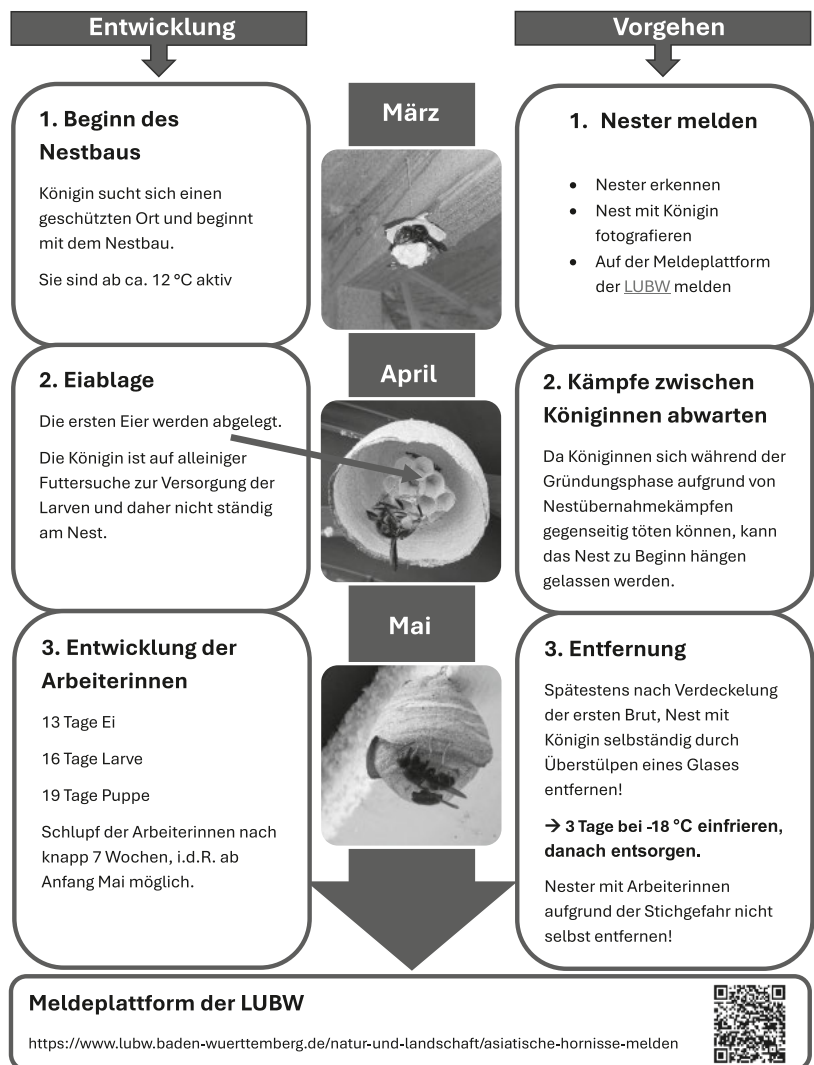 Entwicklung
Vorgehen
1. Beginn des
Nestbaus
Königin sucht sich einen
geschützten Ort und beginnt
mit dem Nestbau.
Sie sind ab ca. 12 °C aktiv
März
1. Nester melden
• Nester erkennen
• Nest mit Königin
fotografieren
• Auf der Meldeplattform
der LUBW melden
2. Eiablage
Die ersten Eier werden abgelegt.
Die Königin ist auf alleiniger
Futtersuche zur Versorgung der
Larven und daher nicht ständig
am Nest.
April
2. Kämpfe zwischen
Königinnen abwarten
Da Königinnen sich während der
Gründungsphase aufgrund von
Nestübernahmekämpfen
gegenseitig töten können, kann
das Nest zu Beginn hängen
gelassen werden.
3. Entwicklung der
Arbeiterinnen
13 Tage Ei
16 Tage Larve
19 Tage Puppe
Schlupf der Arbeiterinnen nach
knapp 7 Wochen, i.d.R. ab
Anfang Mai möglich.
Mai
3. Entfernung
Spätestens nach Verdeckelung
der ersten Brut, Nest mit
Königin selbständig durch
Überstülpen eines Glases
entfernen!
→ 3 Tage bei -18 °C einfrieren,
danach entsorgen.
Nester mit Arbeiterinnen
aufgrund der Stichgefahr nicht
selbst entfernen!
Meldeplattform der LUBW
https://www.lubw.baden-wuerttemberg.de/natur-und-landschaft/asiatische-hornisse-melden